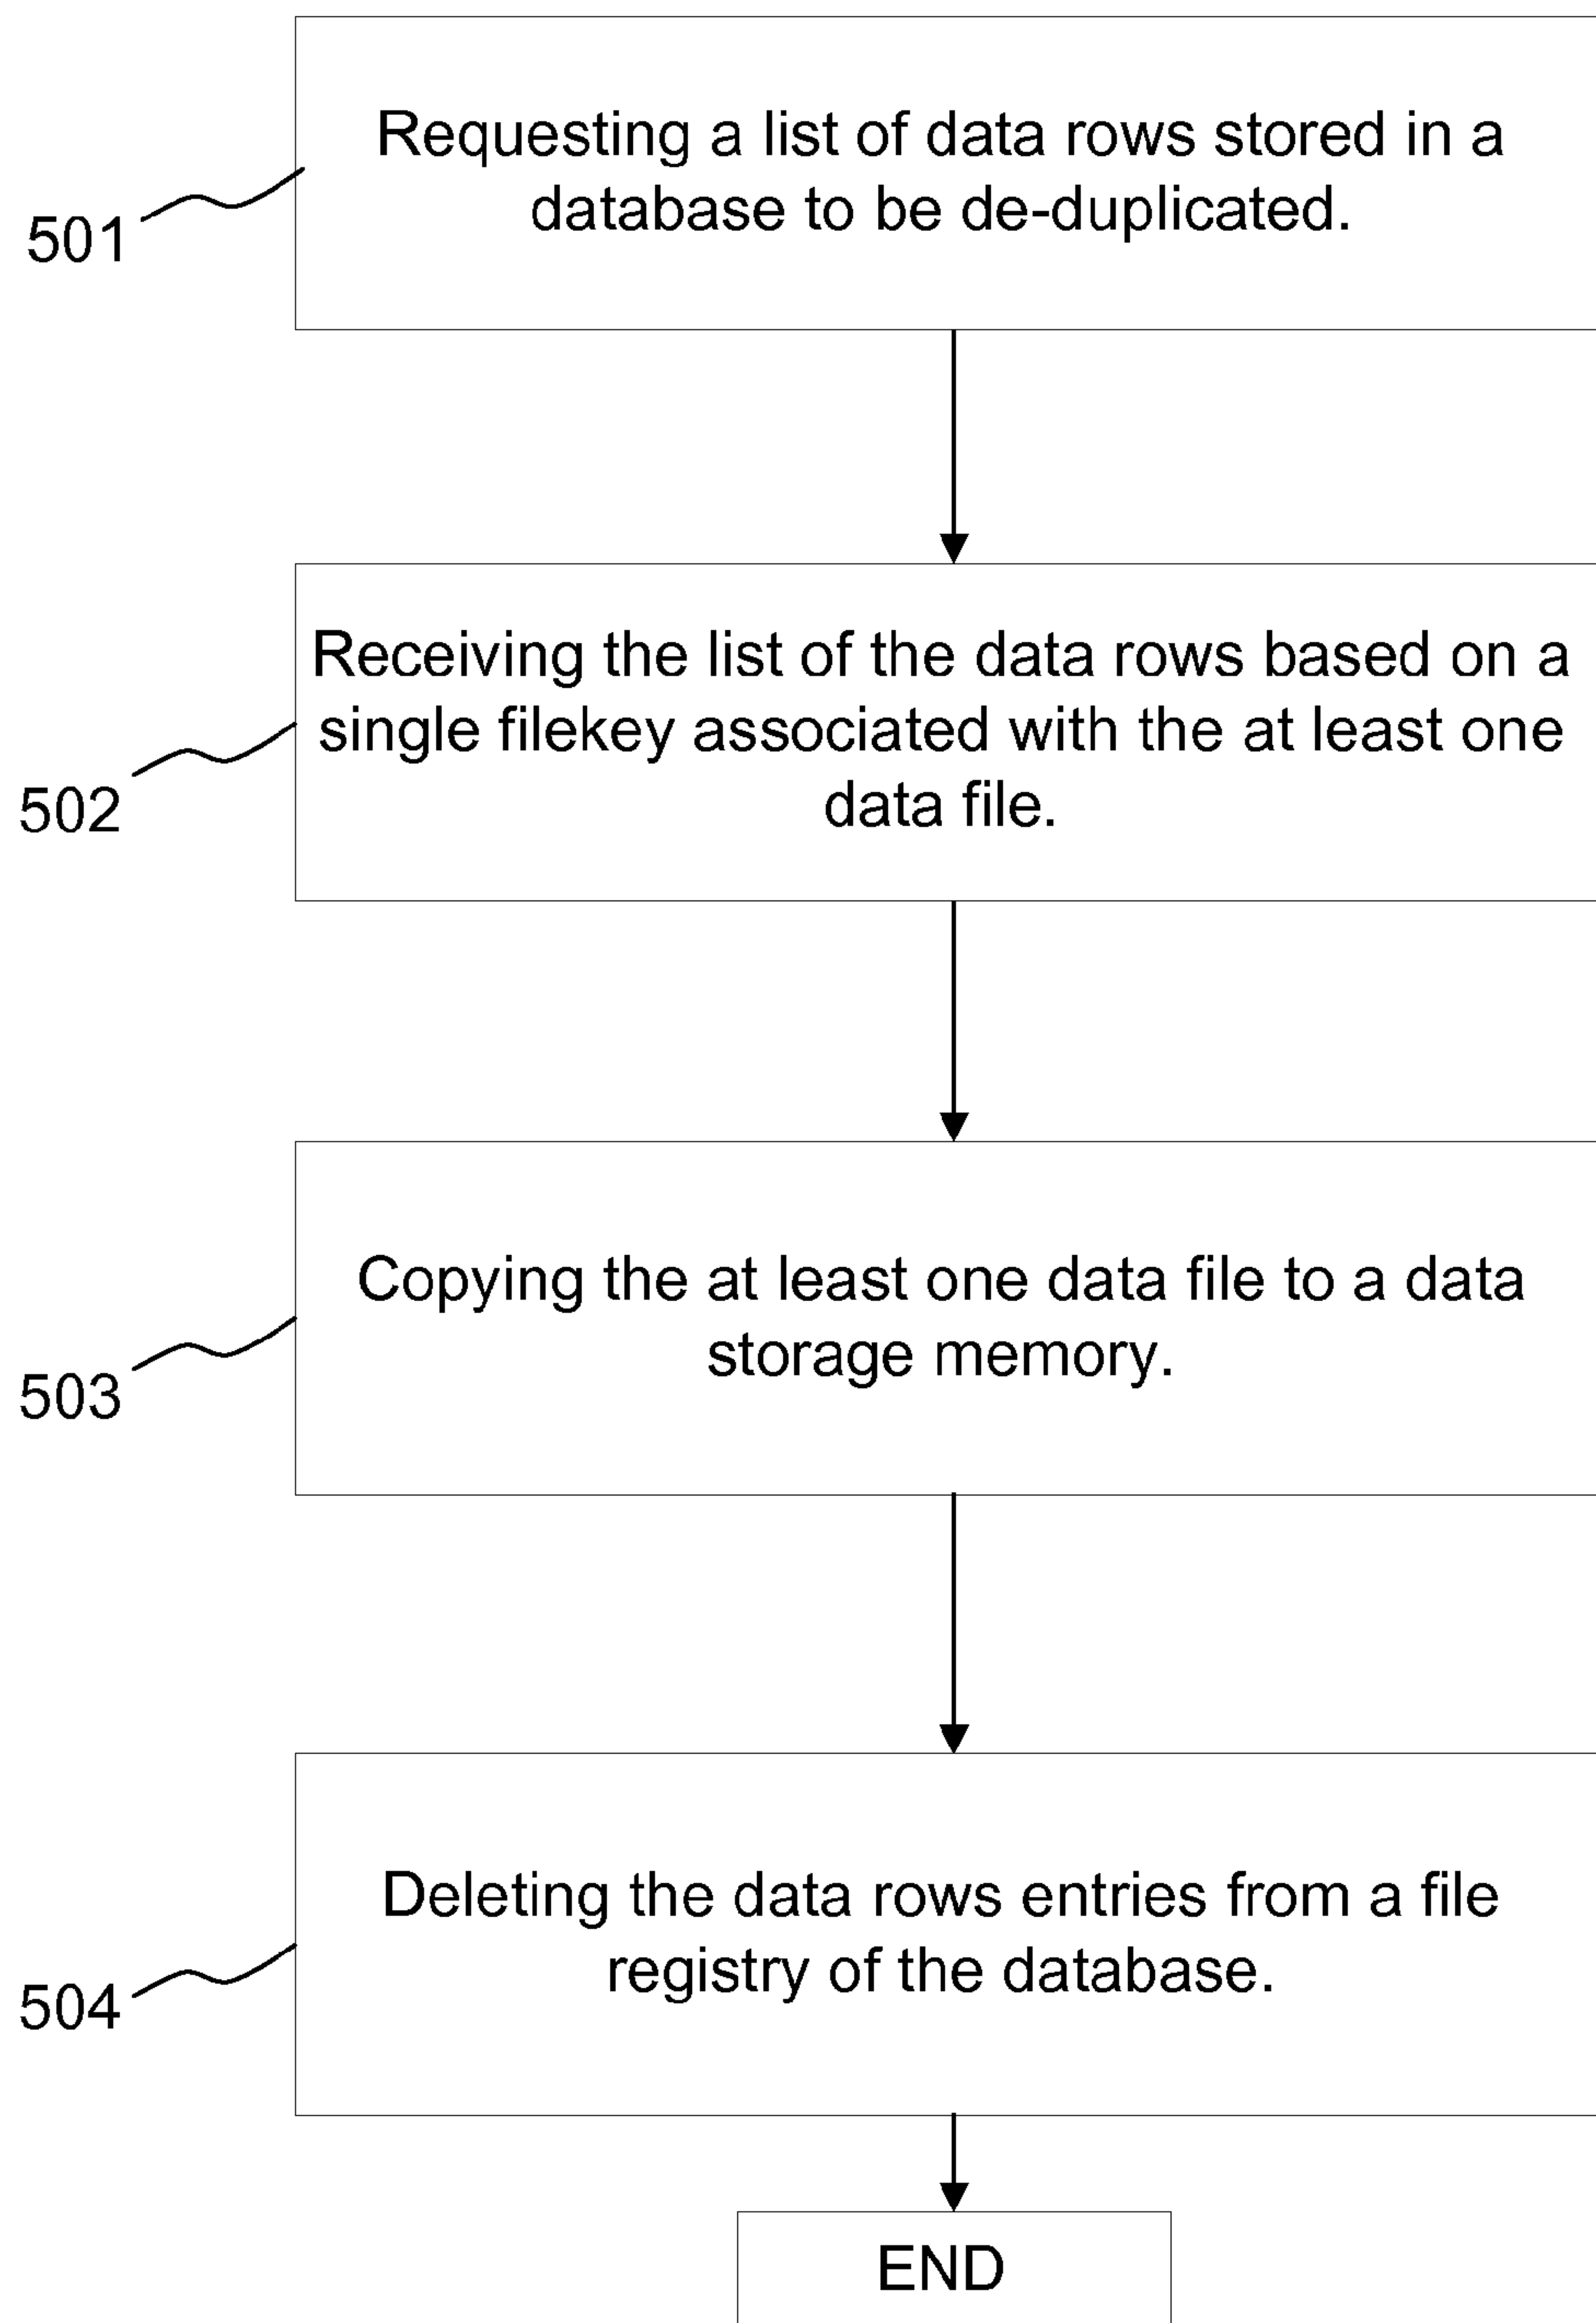 501
Requesting a list of data rows stored in a
database to be de-duplicated.
502
Receiving the list of the data rows based on a
single filekey associated with the at least one
data file.
503
Copying the at least one data file to a data
storage memory.
504
Deleting the data rows entries from a file
registry of the database.
END